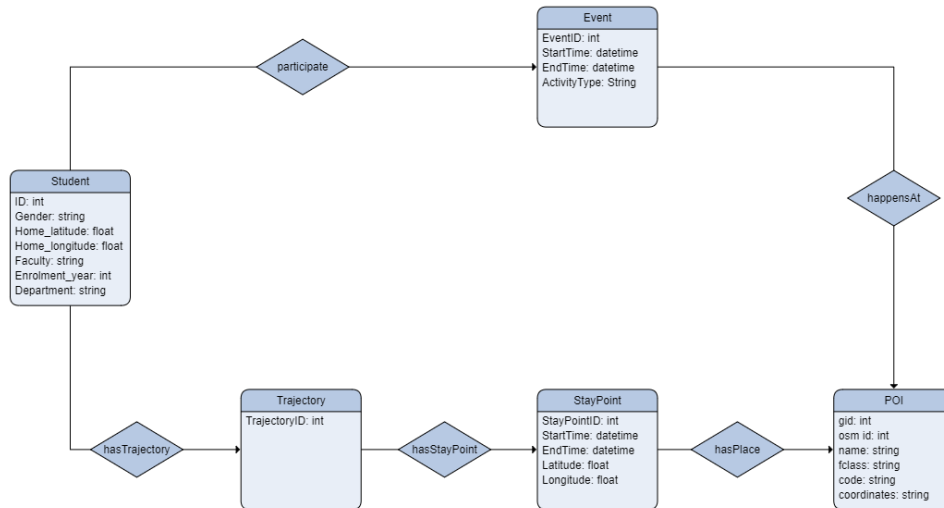 Event
EventID: int
StartTime: datetime
EndTime: datetime
ActivityType: String
participate
Student
ID: int
Gender: string
Home_latitude: float
Home_longitude: float
Faculty: string
Enrolment_year: int
Department: string
happensAt
Trajectory
TrajectoryID: int
StayPoint
StayPointID: int
StartTime: datetime
EndTime: datetime
Latitude: float
Longitude: float
POI
gid: int
osm id: int
name: string
fclass: string
code: string
coordinates: string
hasTrajectory
hasStayPoint
hasPlace